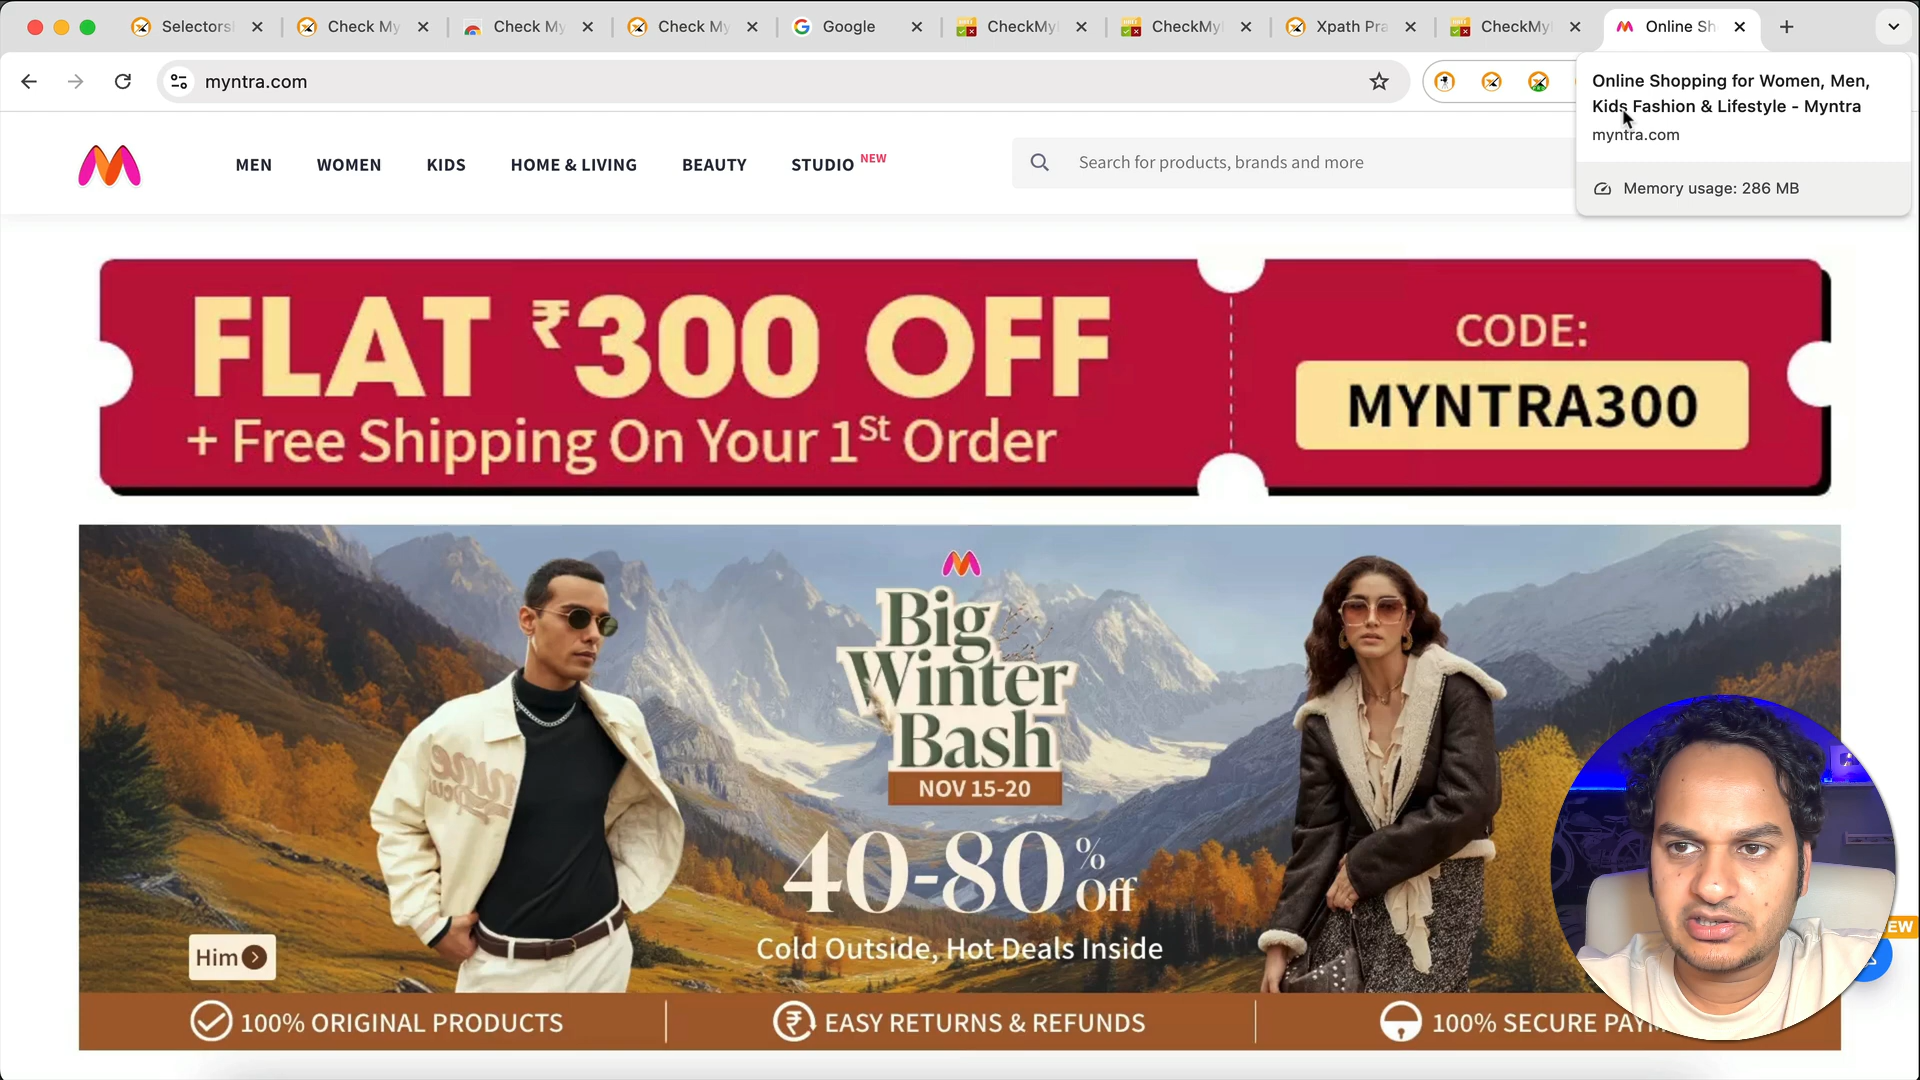 Selectors
Check My
Check My
Check My
Google
CheckMy
CheckMy
Xpath Pra
CheckMy
Online Sh
myntra.com
Online Shopping for Women, Men,
Kids Fashion & Lifestyle - Myntra
myntra.com
Memory usage: 286 MB
MEN
WOMEN
KIDS
HOME & LIVING
BEAUTY
STUDIO NEW
Search for products, brands and more
FLAT ₹300 OFF
+ Free Shipping On Your 1St Order
CODE:
MYNTRA300
Big
Winter
Bash
NOV 15-20
40-80% Off
Cold Outside, Hot Deals Inside
Him
100% ORIGINAL PRODUCTS
EASY RETURNS & REFUNDS
100% SECURE PAYM
EW